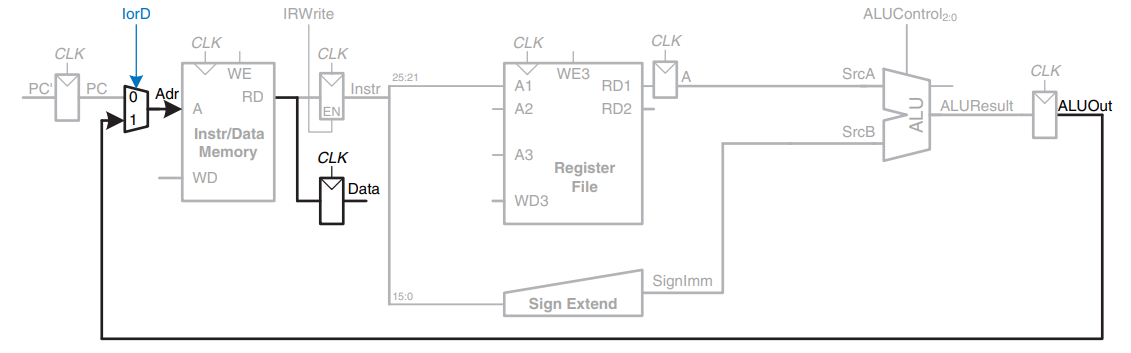 IorD
IRWrite
ALUControl2:0
CLK
CLK
CLK
CLK
CLK
CLK
PC'
PC
0
1
Adr
WE
A
RD
Instr/Data
Memory
WD
EN
Instr
25:21
WE3
A1
RD1
A2
RD2
A3
Register
File
WD3
A
SrcA
SrcB
ALU
ALUResult
CLK
ALUOut
Data
SignImm
15:0
Sign Extend